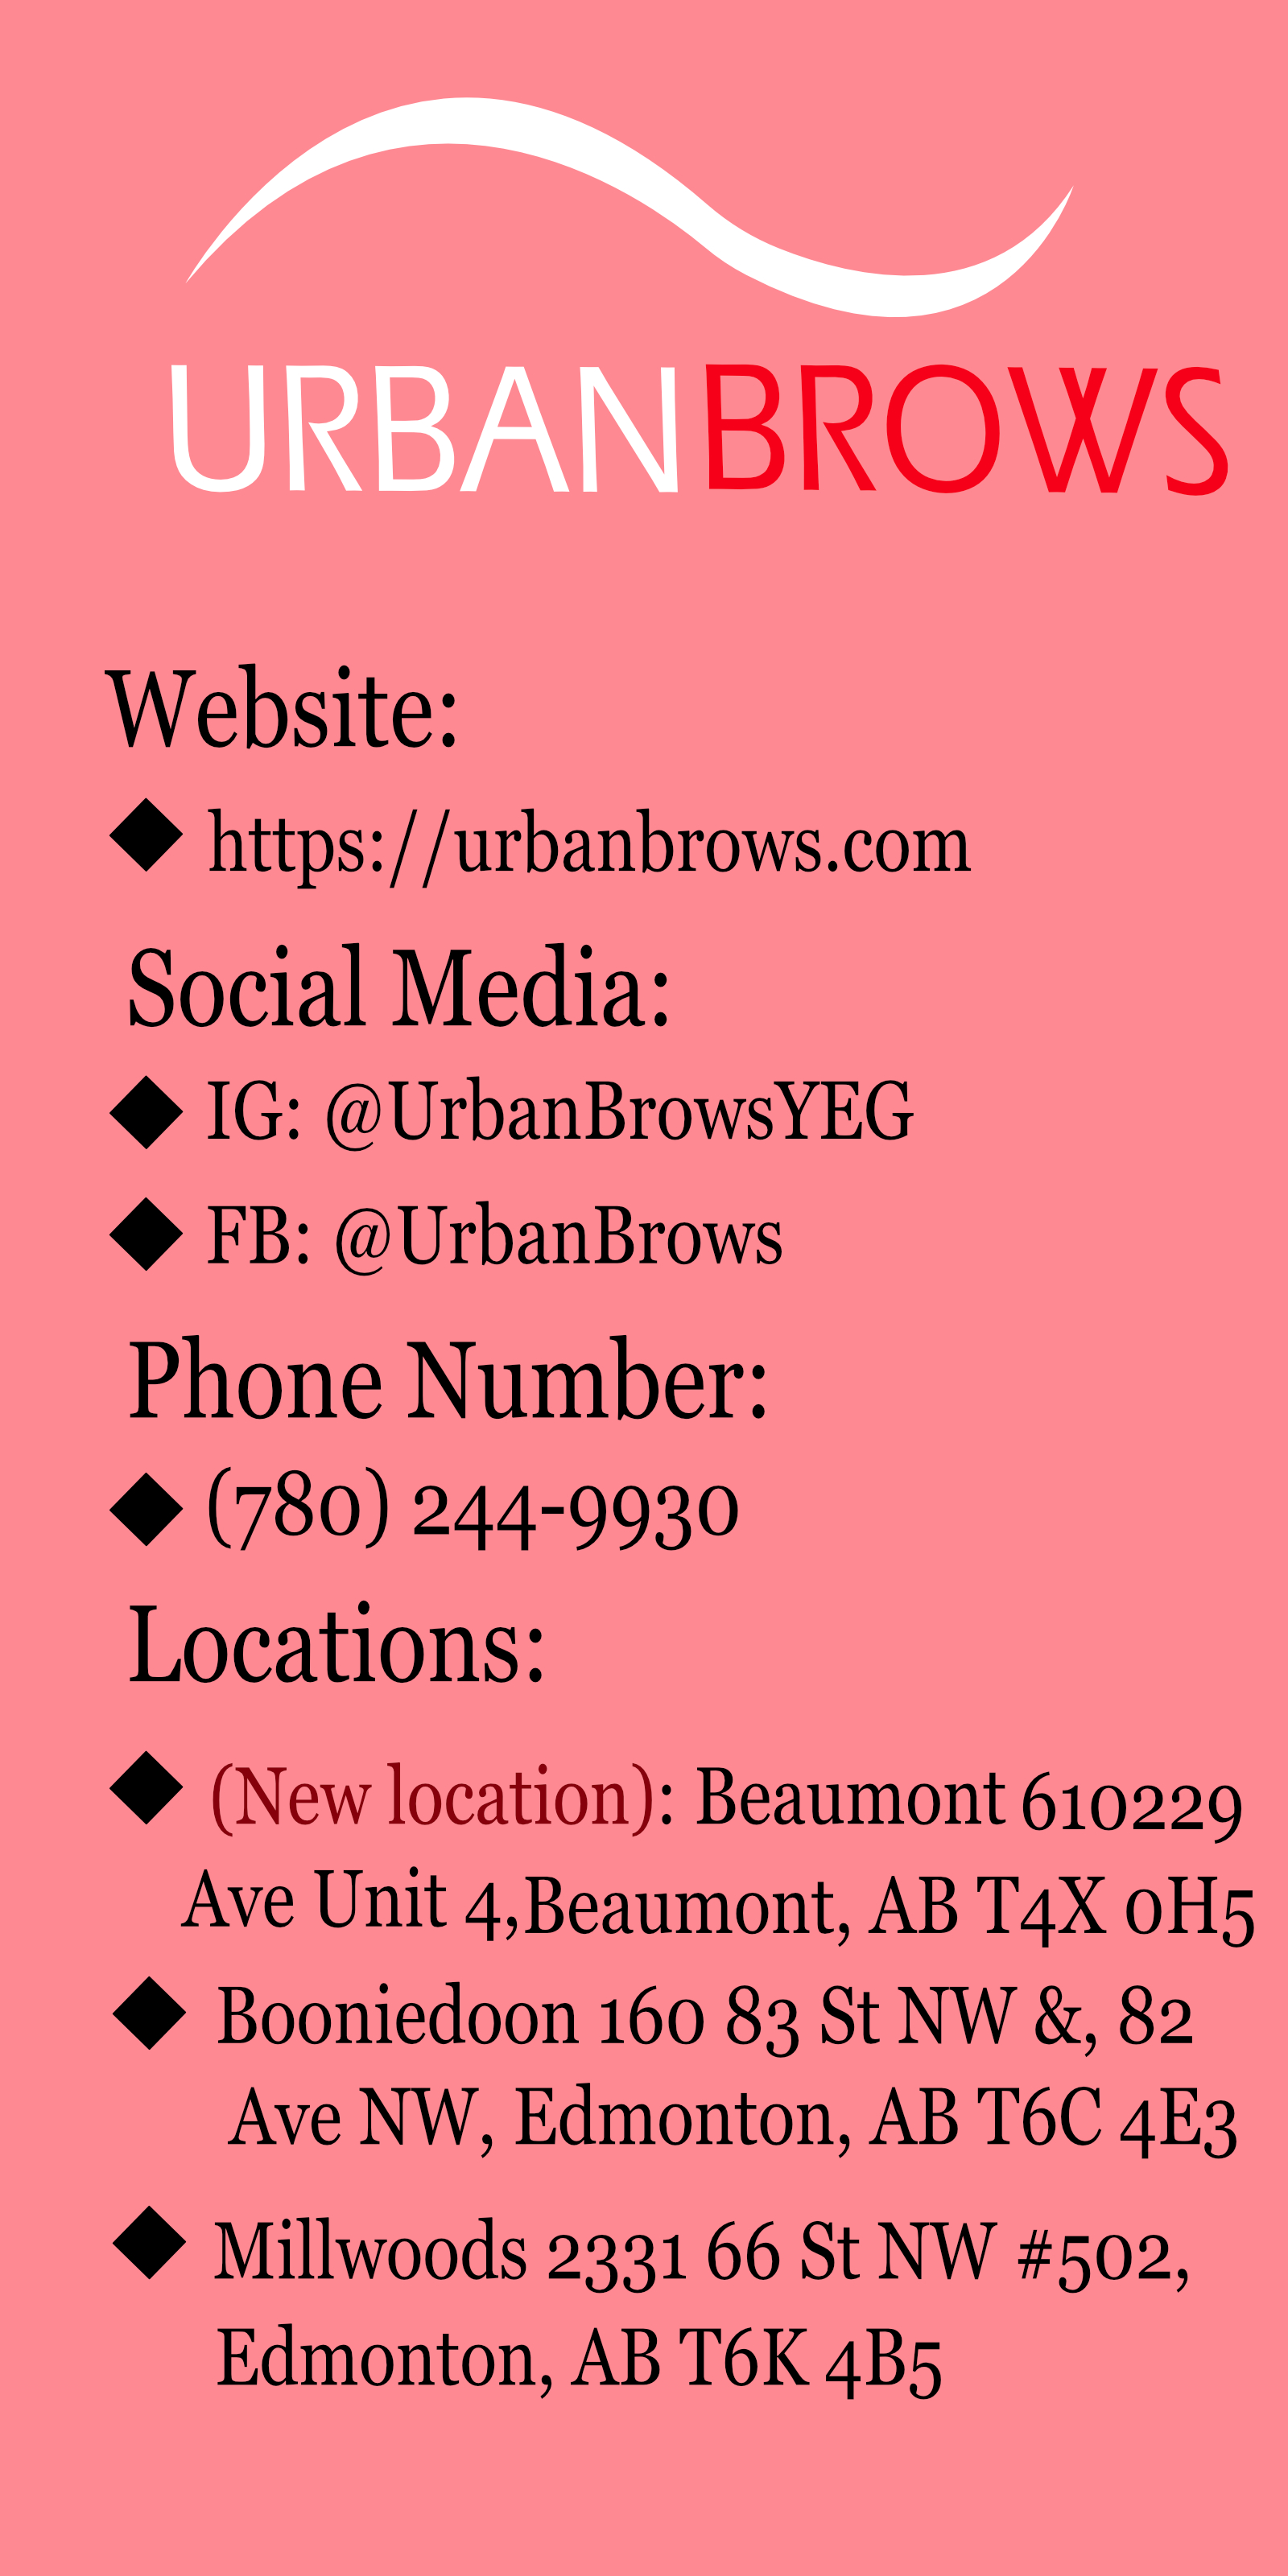 URBANBROWS
Website:
◆ https://urbanbrows.com
Social Media:
◆ IG: @UrbanBrowsYEG
◆ FB: @UrbanBrows
Phone Number:
◆ (780) 244-9930
Locations:
◆ (New location): Beaumont 610229
Ave Unit 4,Beaumont, AB T4X 0H5
◆ Booniedoon 160 83 St NW &, 82
Ave NW, Edmonton, AB T6C 4E3
◆ Millwoods 2331 66 St NW #502,
Edmonton, AB T6K 4B5